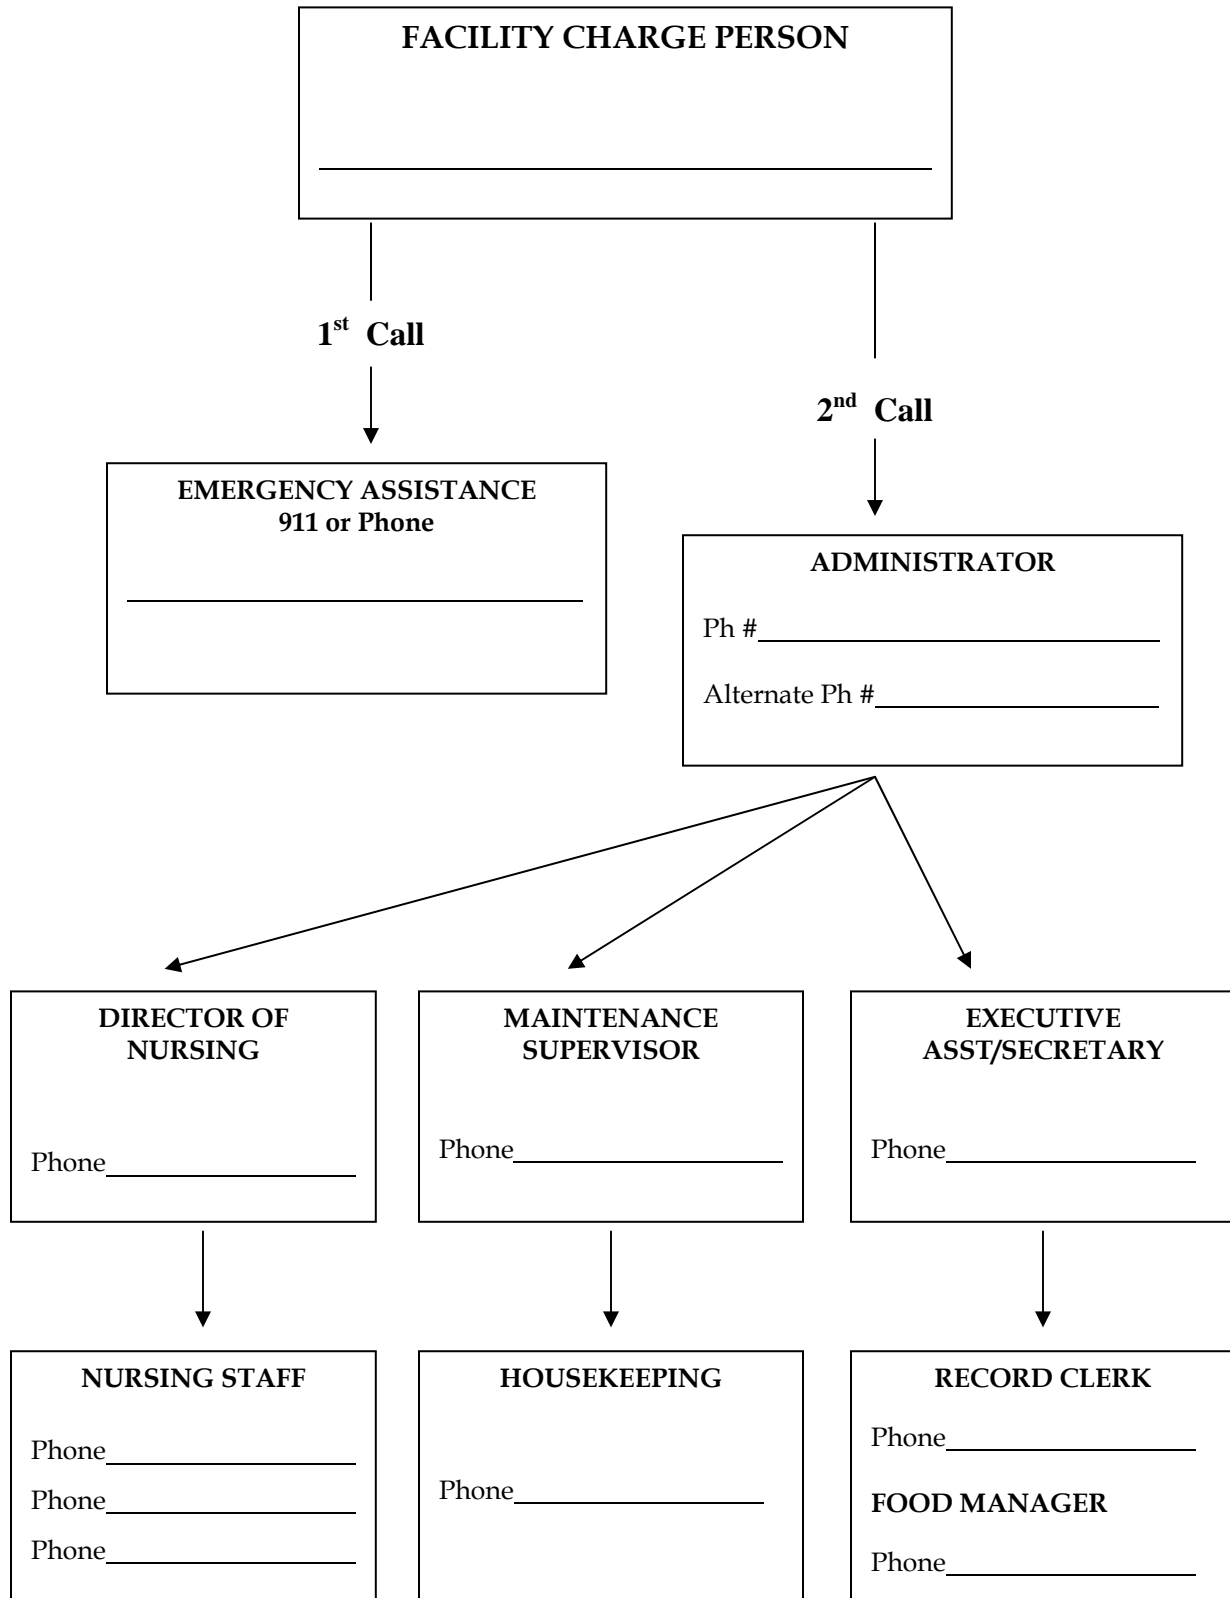 FACILITY CHARGE PERSON
1st Call
2nd Call
EMERGENCY ASSISTANCE
911 or Phone
ADMINISTRATOR
Ph #
Alternate Ph #
DIRECTOR OF
NURSING
Phone
MAINTENANCE
SUPERVISOR
Phone
EXECUTIVE
ASST/SECRETARY
Phone
NURSING STAFF
Phone
Phone
Phone
HOUSEKEEPING
Phone
RECORD CLERK
Phone
FOOD MANAGER
Phone